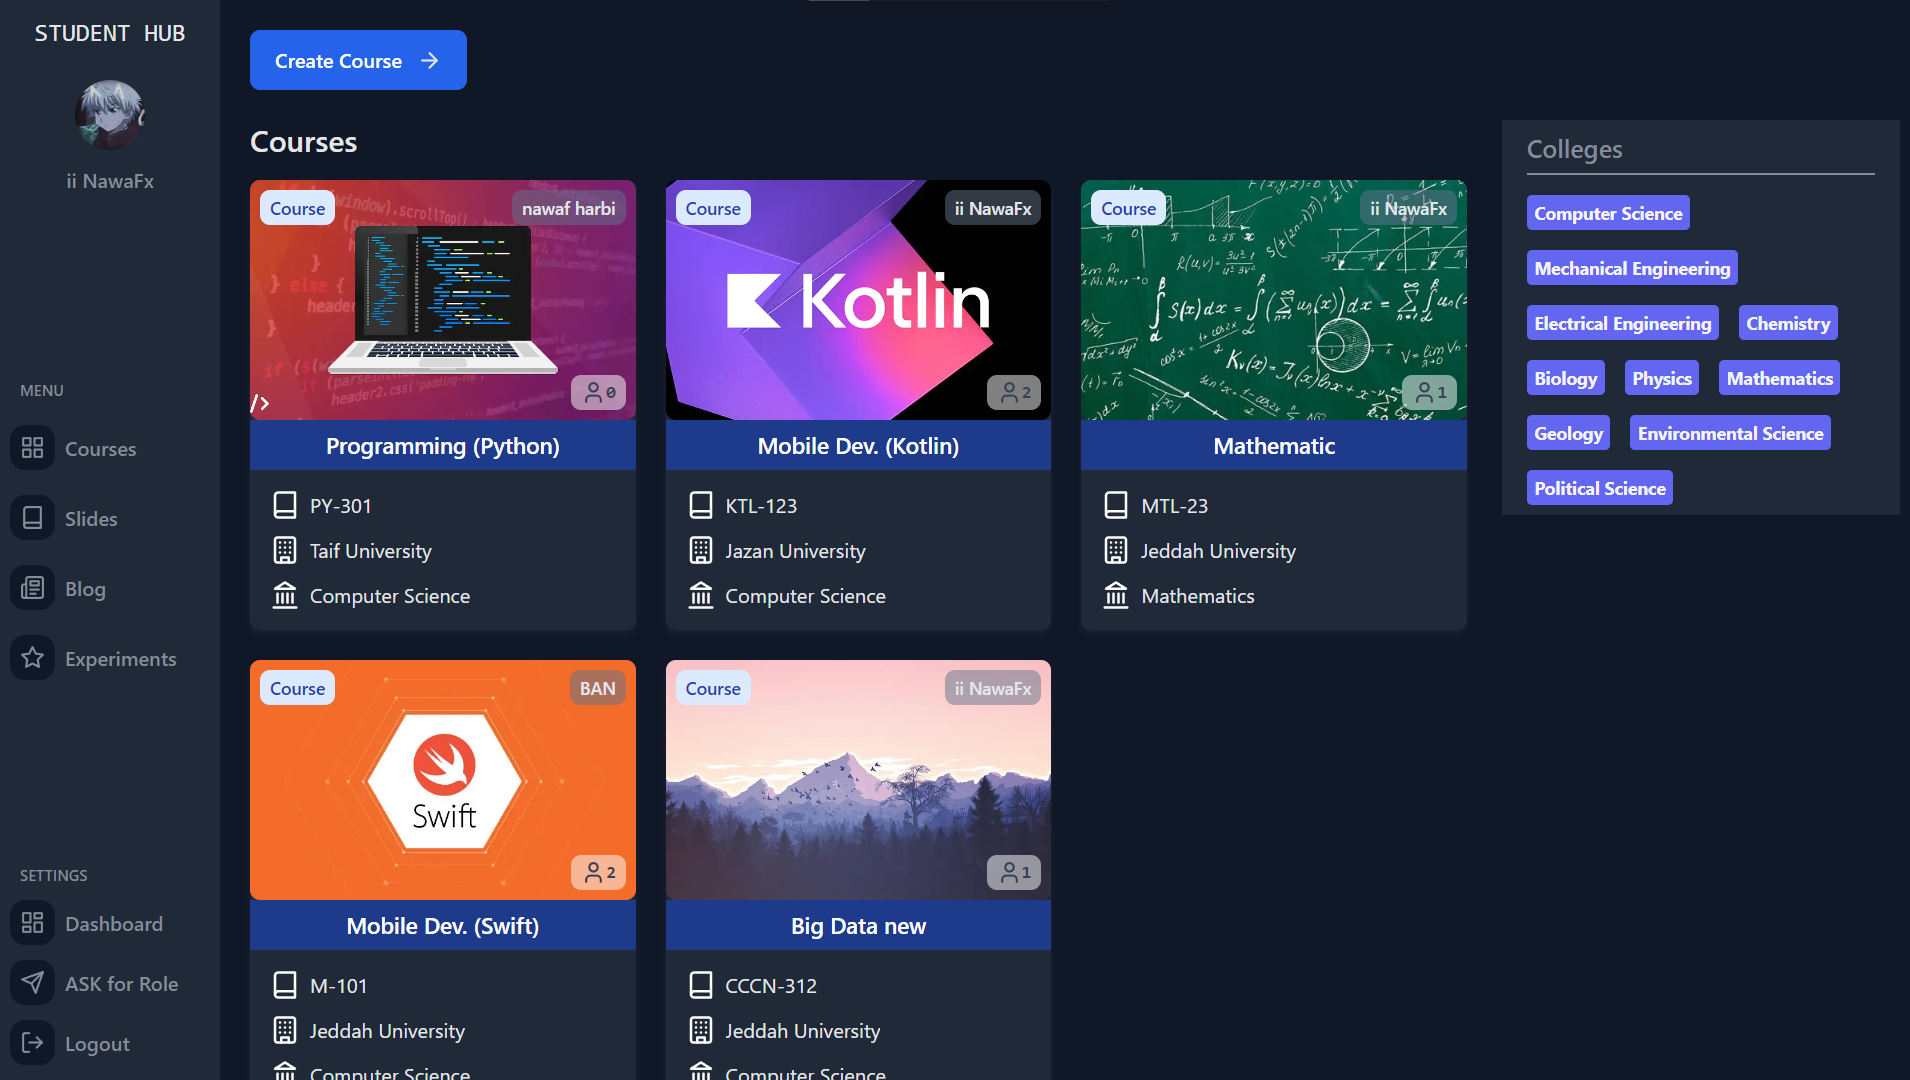 STUDENT HUB
ii NawaFx
MENU
Courses
Slides
Blog
Experiments
SETTINGS
Dashboard
ASK for Role
Logout
Create Course
Courses
Course
nawaf harbi
0
Programming (Python)
PY-301
Taif University
Computer Science
Course
ii NawaFx
Kotlin
2
Mobile Dev. (Kotlin)
KTL-123
Jazan University
Computer Science
Course
ii NawaFx
1
Mathematic
MTL-23
Jeddah University
Mathematics
Course
BAN
Swift
2
Mobile Dev. (Swift)
M-101
Jeddah University
Computer Science
Course
ii NawaFx
1
Big Data new
CCCN-312
Jeddah University
Computer Science
Colleges
Computer Science
Mechanical Engineering
Electrical Engineering Chemistry
Biology Physics Mathematics
Geology Environmental Science
Political Science